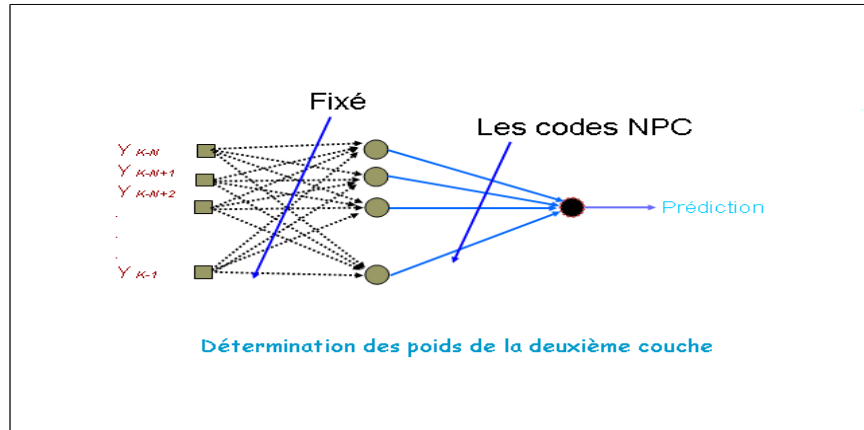 Fixé
Les codes NPC
Y K-N
Y K-N+1
Y K-N+2
.
.
.
Y K-1
Prédiction
Détermination des poids de la deuxième couche